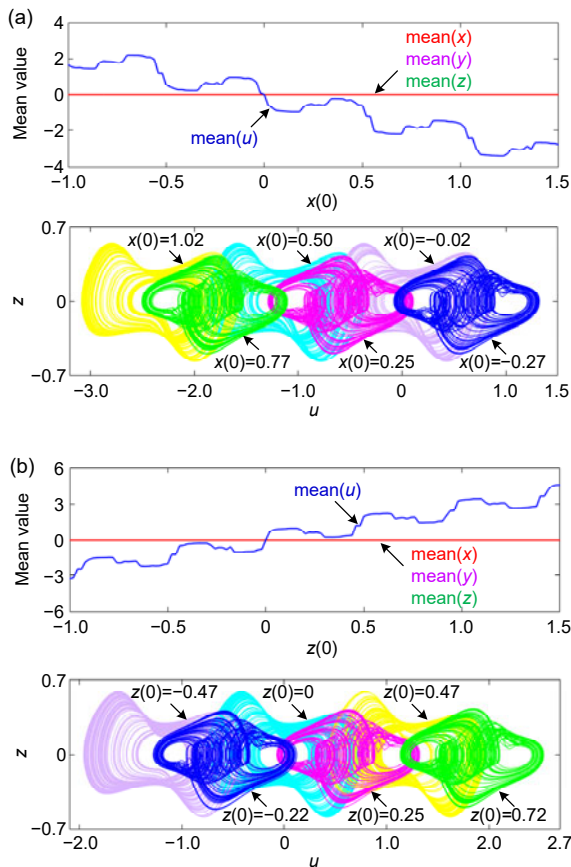 (a)
Mean value
4
2
0
−2
−4
mean(x)
mean(y)
mean(z)
mean(u)
−1.0
−0.5
0
0.5
1.0
1.5
x(0)
z
0.7
0
−0.7
x(0)=1.02
x(0)=0.50
x(0)=−0.02
x(0)=0.77
x(0)=0.25
x(0)=−0.27
−3.0
−2.0
−1.0
0
1.0
1.5
u
(b)
Mean value
6
3
0
−3
−6
mean(u)
mean(x)
mean(y)
mean(z)
−1.0
−0.5
0
0.5
1.0
1.5
z(0)
z
0.7
0
−0.7
z(0)=−0.47
z(0)=0
z(0)=0.47
z(0)=−0.22
z(0)=0.25
z(0)=0.72
−2.0
−1.0
0
1.0
2.0
2.7
u